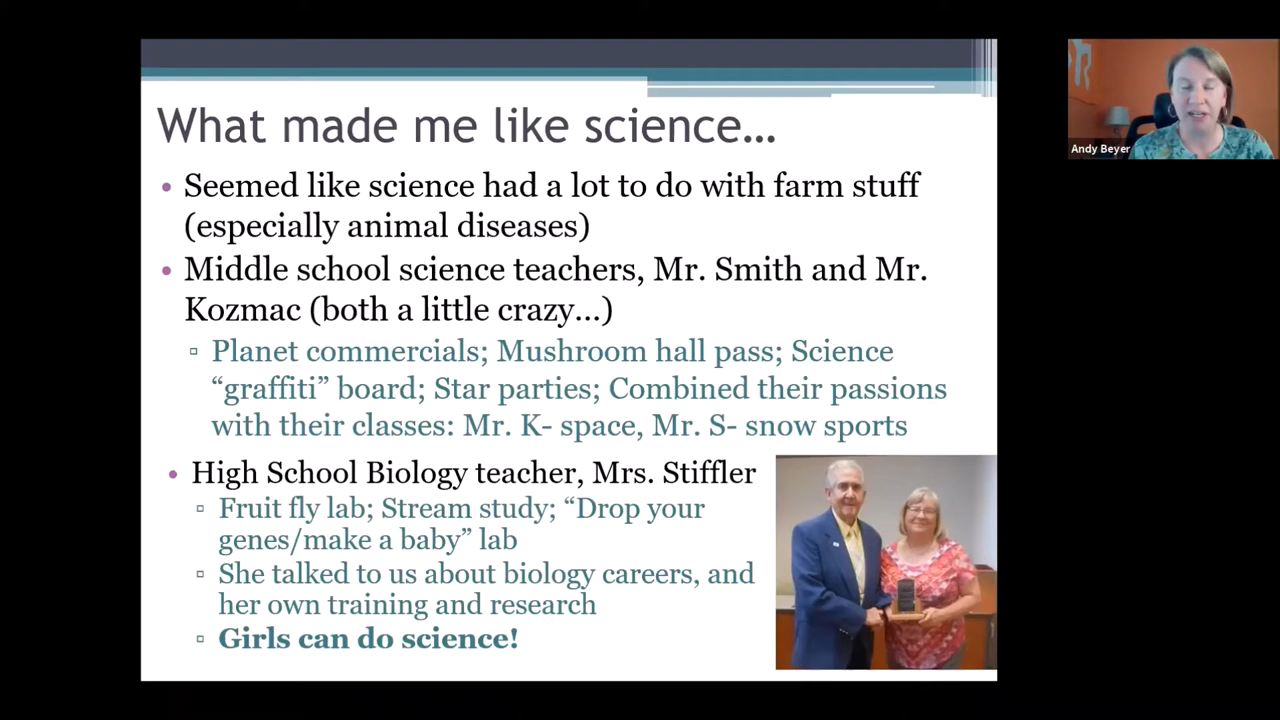 What made me like science…
• Seemed like science had a lot to do with farm stuff
(especially animal diseases)
• Middle school science teachers, Mr. Smith and Mr.
Kozmac (both a little crazy…)
▫ Planet commercials; Mushroom hall pass; Science
“graffiti” board; Star parties; Combined their passions
with their classes: Mr. K- space, Mr. S- snow sports
• High School Biology teacher, Mrs. Stiffler
▫ Fruit fly lab; Stream study; “Drop your
genes/make a baby” lab
▫ She talked to us about biology careers, and
her own training and research
▫ Girls can do science!
Andy Beyer